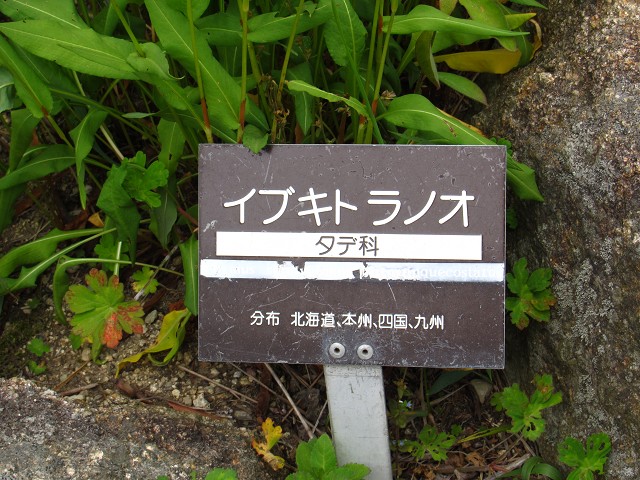 イブキトラノオ
タデ科
分布 北海道、本州、四国、九州